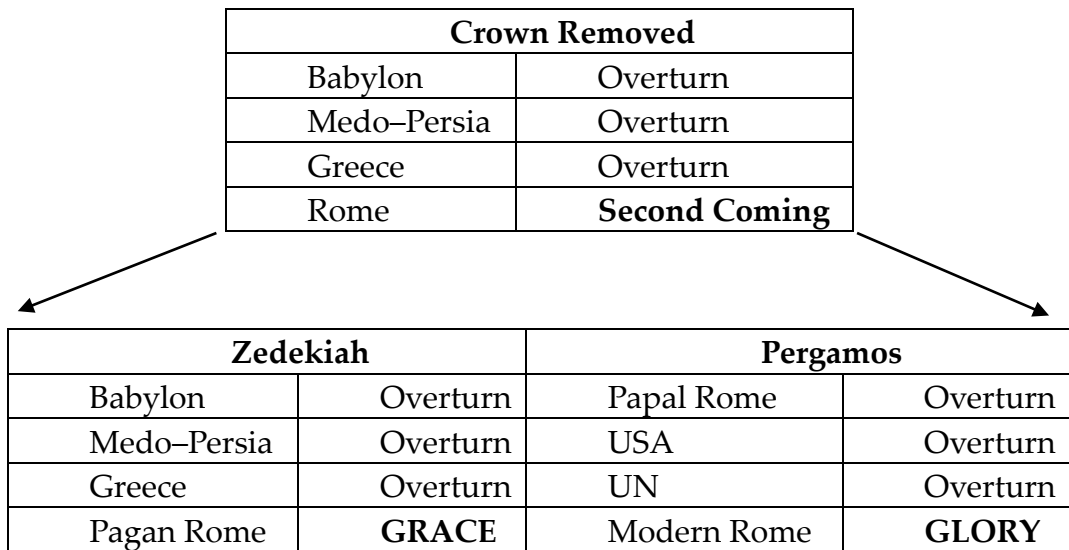 Crown Removed
Babylon Overturn
Medo–Persia Overturn
Greece Overturn
Rome Second Coming
Zedekiah Pergamos
Babylon Overturn Papal Rome Overturn
Medo–Persia Overturn USA Overturn
Greece Overturn UN Overturn
Pagan Rome GRACE Modern Rome GLORY